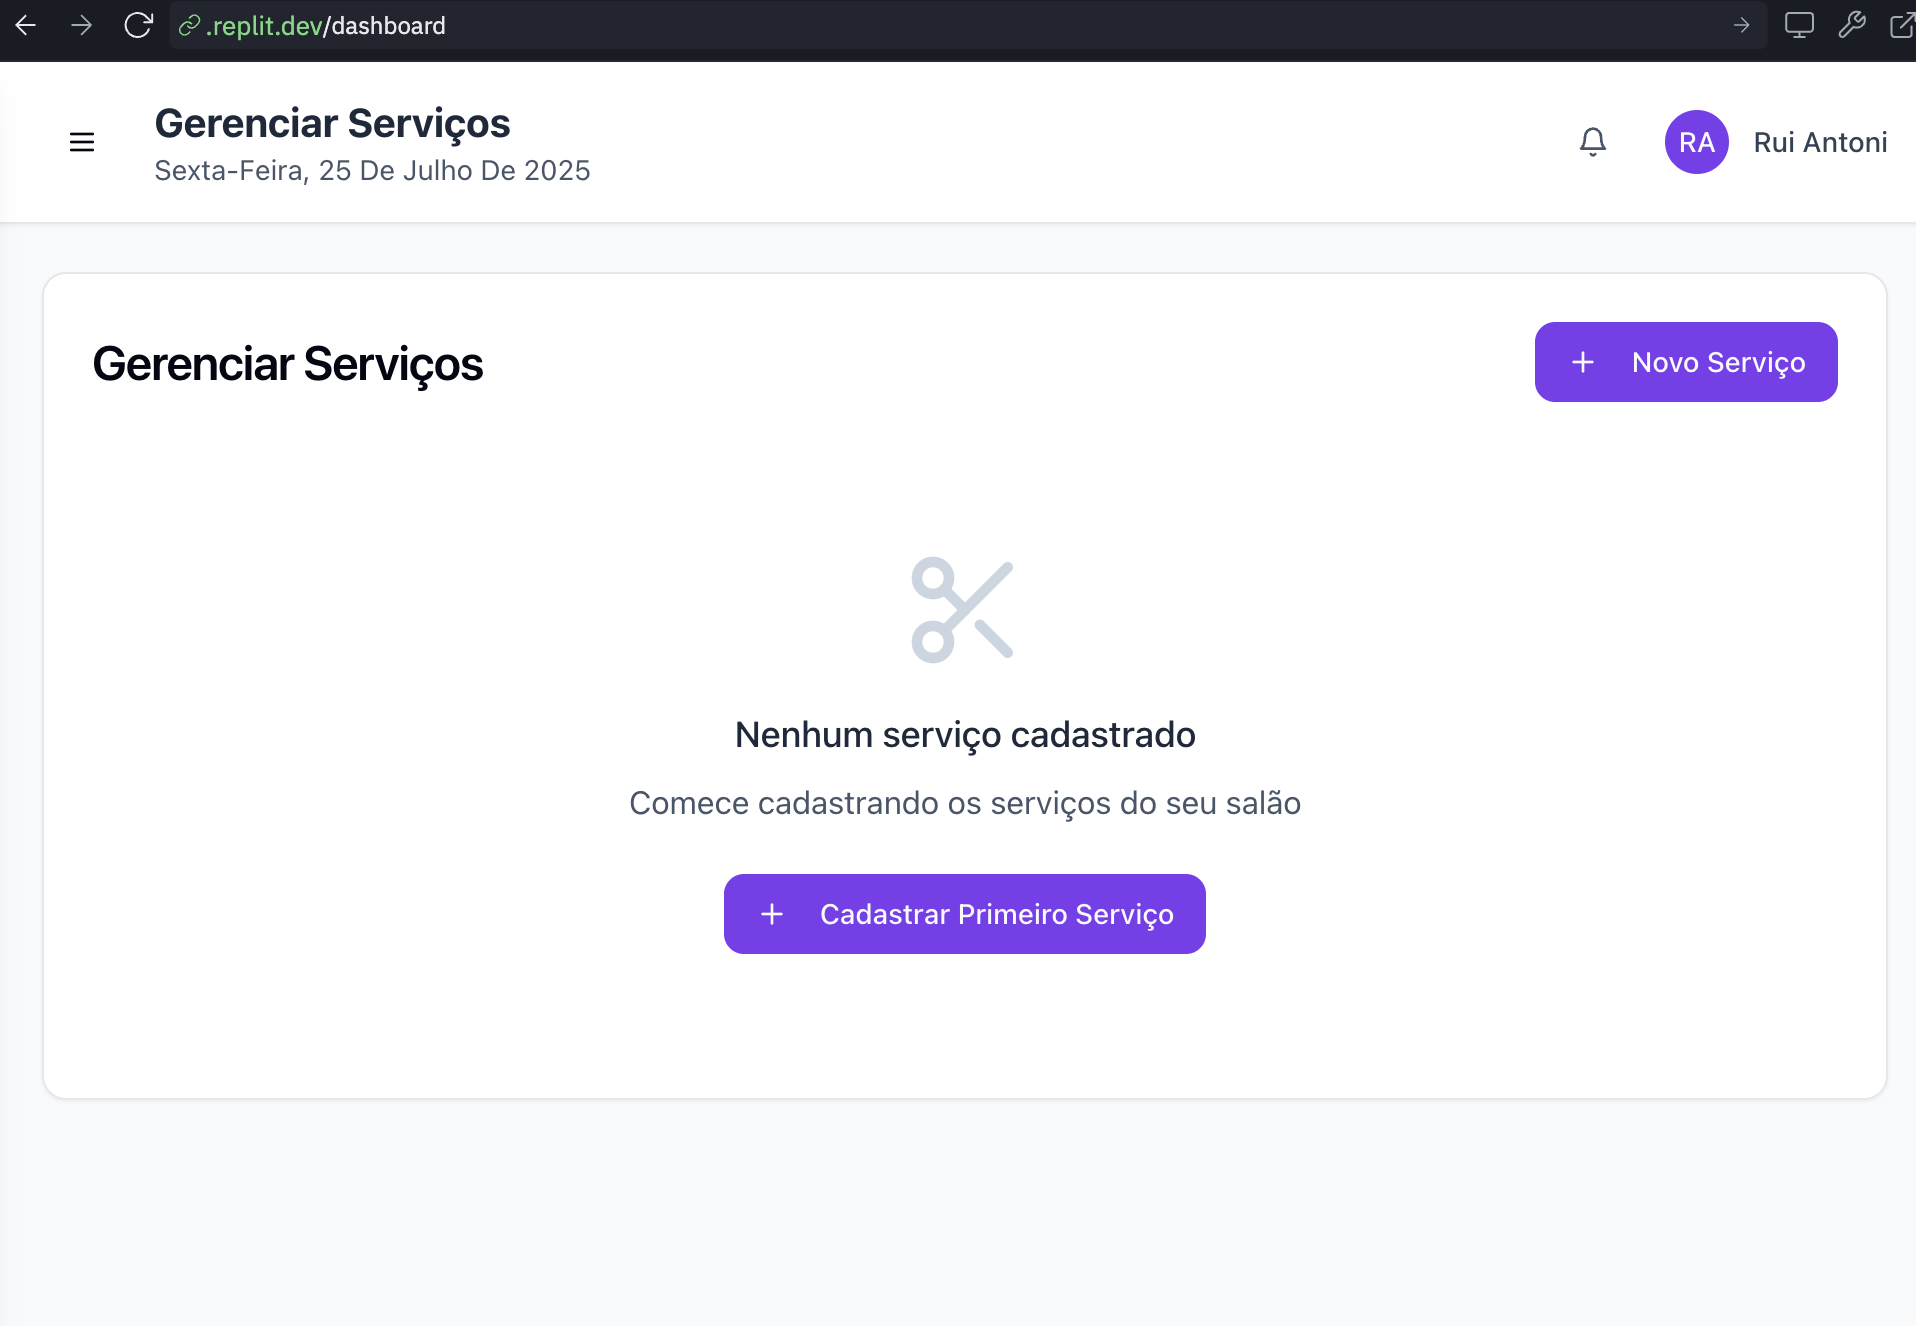 .replit.dev/dashboard
Gerenciar Serviços
Sexta-Feira, 25 De Julho De 2025
RA
Rui Antoni
Gerenciar Serviços
Novo Serviço
Nenhum serviço cadastrado
Comece cadastrando os serviços do seu salão
Cadastrar Primeiro Serviço